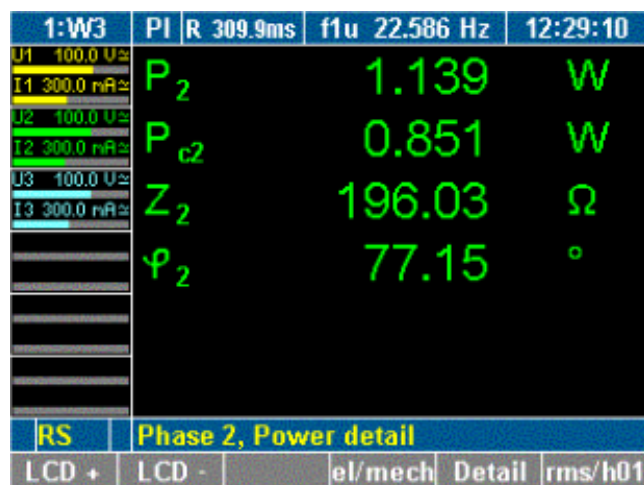 1:W3 PI R 309.9ms f1u 22.586 Hz 12:29:10
U1 100.0 V≃
I1 300.0 mA≃
U2 100.0 V≃
I2 300.0 mA≃
U3 100.0 V≃
I3 300.0 mA≃
P2 1.139 W
Pc2 0.851 W
Z2 196.03 Ω
φ2 77.15 °
RS Phase 2, Power detail
LCD + LCD - el/mech Detail rms/h01